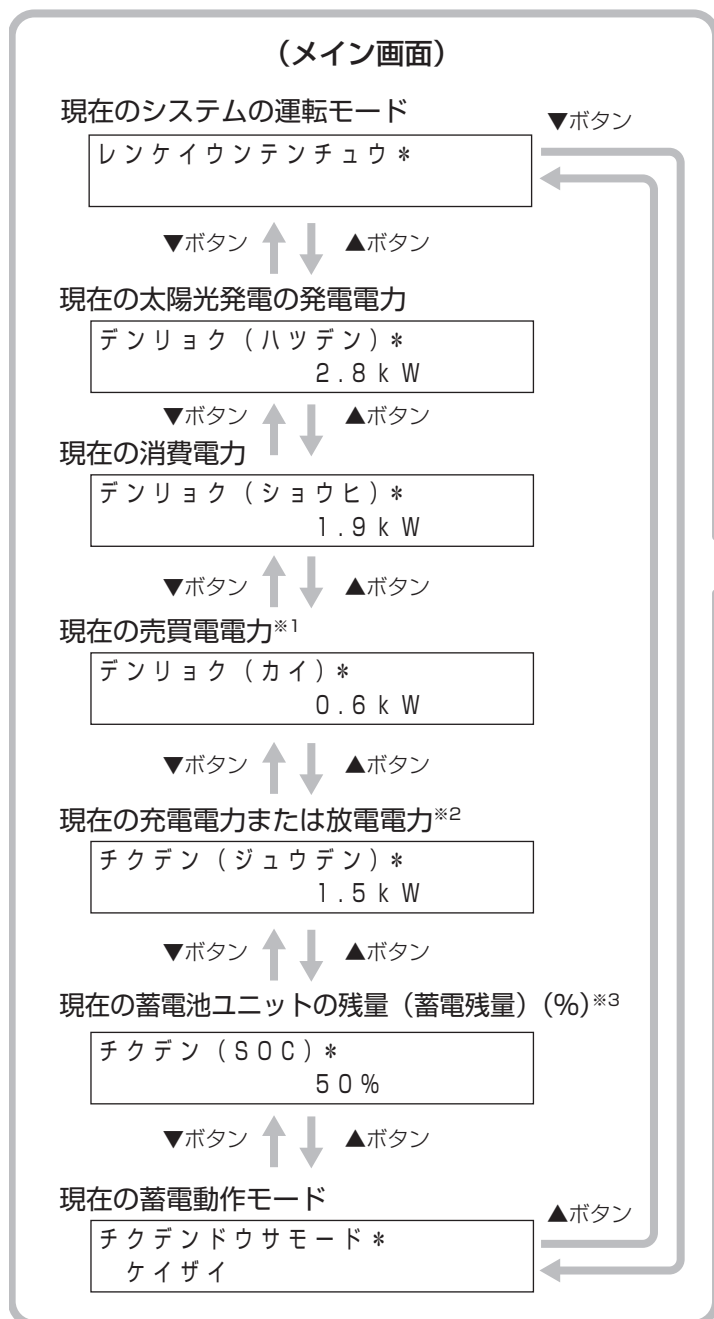 （メイン画面）
現在のシステムの運転モード
▼ボタン
レンケイウンテンチュウ＊
▼ボタン ▲ボタン
現在の太陽光発電の発電電力
デンリョク（ハツデン）＊
2.8kW
▼ボタン ▲ボタン
現在の消費電力
デンリョク（ショウヒ）＊
1.9kW
▼ボタン ▲ボタン
現在の売買電電力※1
デンリョク（カイ）＊
0.6kW
▼ボタン ▲ボタン
現在の充電電力または放電電力※2
チクデン（ジュウデン）＊
1.5kW
▼ボタン ▲ボタン
現在の蓄電池ユニットの残量（蓄電残量）(%)※3
チクデン（SOC）＊
50%
▼ボタン ▲ボタン
現在の蓄電動作モード
▲ボタン
チクデンドウサモード＊
ケイザイ